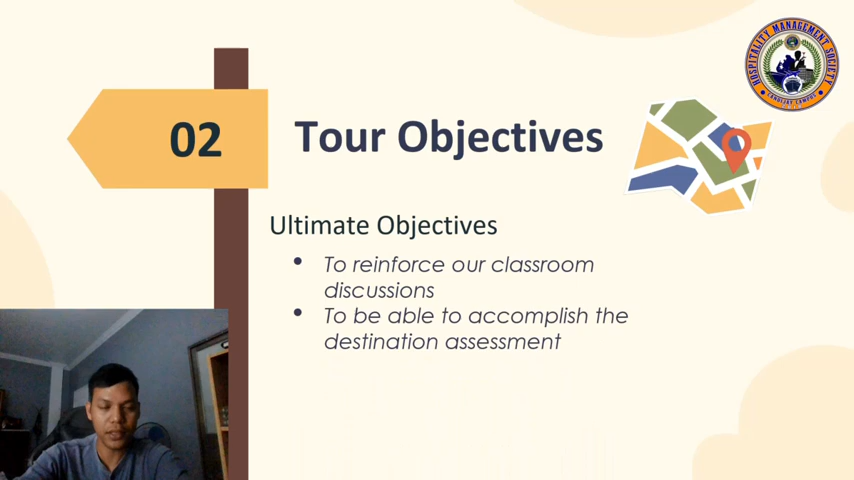 HOSPITALITY MANAGEMENT SOCIETY
02
Tour Objectives
Ultimate Objectives
• To reinforce our classroom
discussions
• To be able to accomplish the
destination assessment